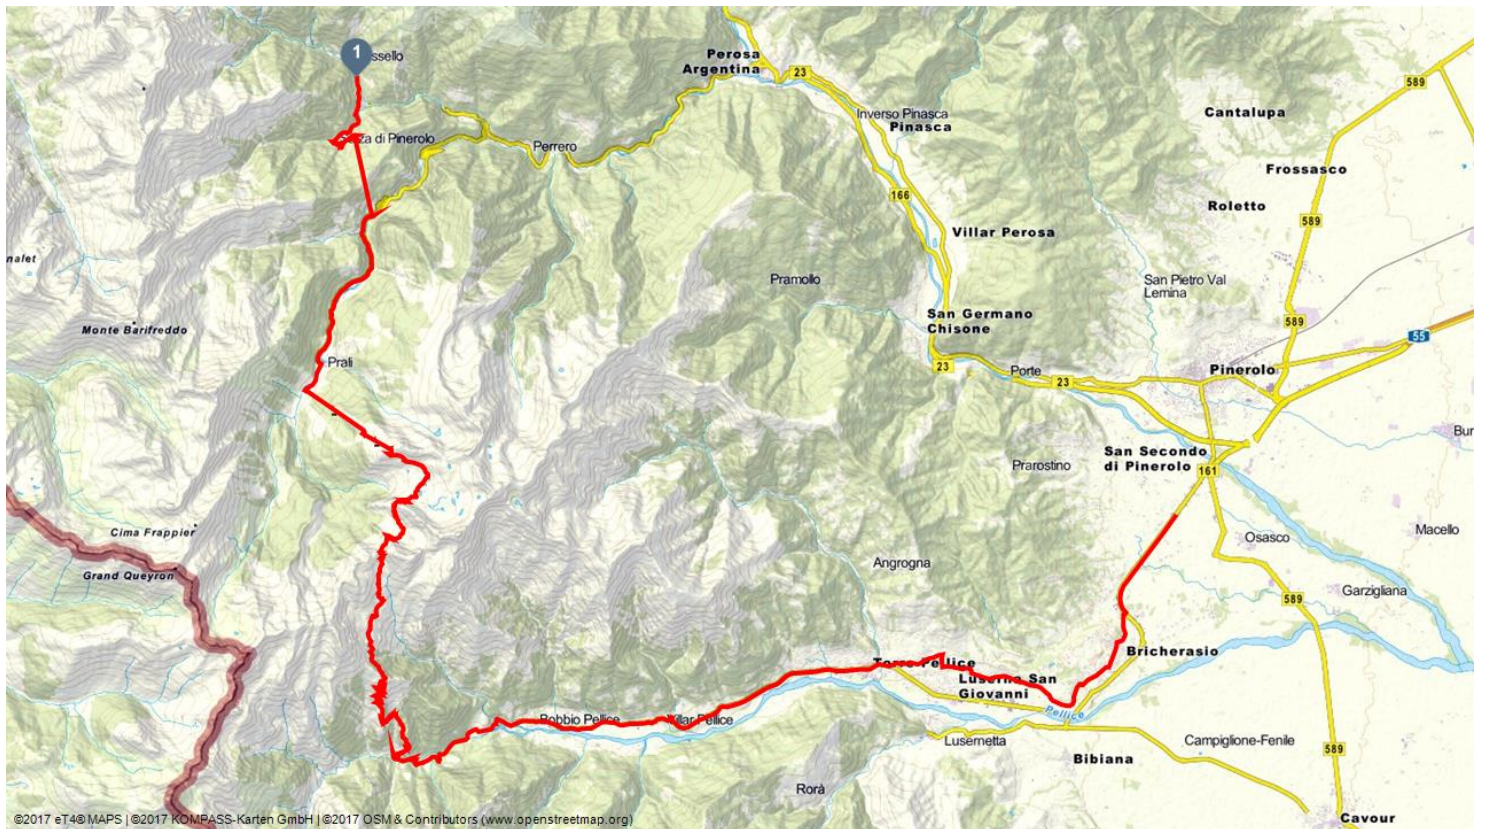 1
ssello
Perosa
Argentina
23
589
Inverso Pinasca
Pinasca
Cantalupa
za di Pinerolo
Perrero
Frossasco
166
Roletto
589
Villar Perosa
nalet
Pramollo
San Pietro Val
Lemina
San Germano
Chisone
589
Monte Barifreddo
55
Prali
23
Porte
23
Pinerolo
Bur
San Secondo
di Pinerolo
161
Prarostino
Cima Frappier
Macello
Osasco
Angrogna
Grand Queyron
589
Garzigliana
Bricherasio
Torre Pellice
Luserna San
Giovanni
Pellice
Bobbio Pellice
Villar Pellice
Lusernetta
Campiglione-Fenile
589
Bibiana
Rorà
Cavour
©2017 eT4® MAPS | ©2017 KOMPASS-Karten GmbH | ©2017 OSM & Contributors (www.openstreetmap.org)